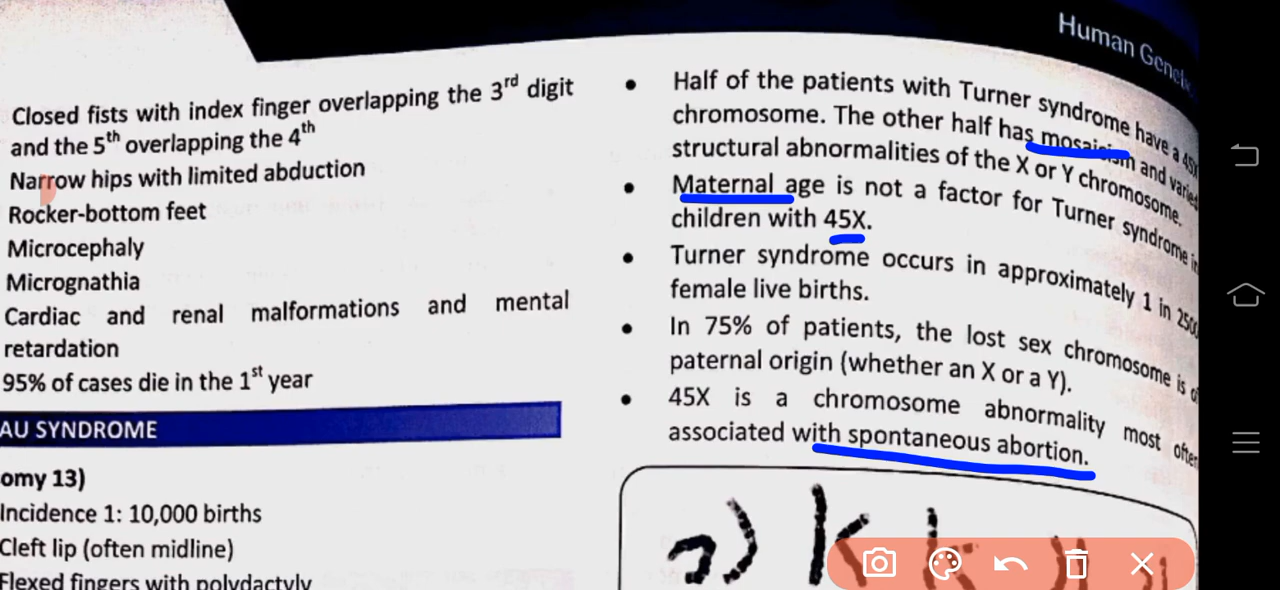 Human Genetic
Closed fists with index finger overlapping the 3rd digit
and the 5th overlapping the 4th
Narrow hips with limited abduction
Rocker-bottom feet
Microcephaly
Micrognathia
Cardiac and renal malformations and mental
retardation
95% of cases die in the 1st year
AU SYNDROME
omy 13)
Incidence 1: 10,000 births
Cleft lip (often midline)
Flexed fingers with polydactyly
• Half of the patients with Turner syndrome have a 45X
chromosome. The other half has mosaicism and varied
structural abnormalities of the X or Y chromosome.
• Maternal age is not a factor for Turner syndrome in
children with 45X.
• Turner syndrome occurs in approximately 1 in 2500
female live births.
• In 75% of patients, the lost sex chromosome is of
paternal origin (whether an X or a Y).
• 45X is a chromosome abnormality most often
associated with spontaneous abortion.